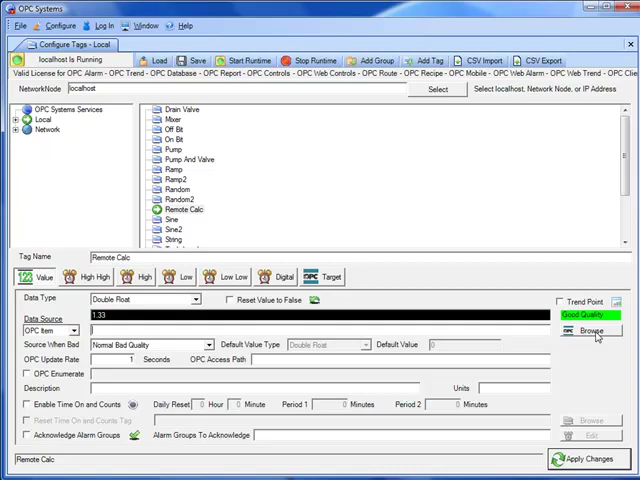 OPC Systems
File Configure Log In Window Help
Configure Tags - Local
localhost Is Running Load Save Start Runtime Stop Runtime Add Group Add Tag CSV Import CSV Export
Valid License for OPC Alarm - OPC Trend - OPC Database - OPC Report - OPC Controls - OPC Web Controls - OPC Route - OPC Recipe - OPC Mobile - OPC Web Alarm - OPC Web Trend - OPC Client
NetworkNode localhost Select Select localhost, Network Node, or IP Address
OPC Systems Services
Local
Network
Drain Valve
Mixer
Off Bit
On Bit
Pump
Pump And Valve
Ramp
Ramp2
Random
Random2
Remote Calc
Sine
Sine2
String
Tag Name Remote Calc
123 Value High High High Low Low Low Digital OPC Target
Data Type Double Float Reset Value to False Trend Point
Data Source 1.33 Good Quality
OPC Item OPC Browse
Source When Bad Normal Bad Quality Default Value Type Double Float Default Value 0
OPC Update Rate 1 Seconds OPC Access Path
OPC Enumerate
Description Units
Enable Time On and Counts Daily Reset 0 Hour 0 Minute Period 1 0 Minutes Period 2 0 Minutes
Reset Time On and Counts Tag Browse
Acknowledge Alarm Groups Alarm Groups To Acknowledge Edit
Remote Calc Apply Changes